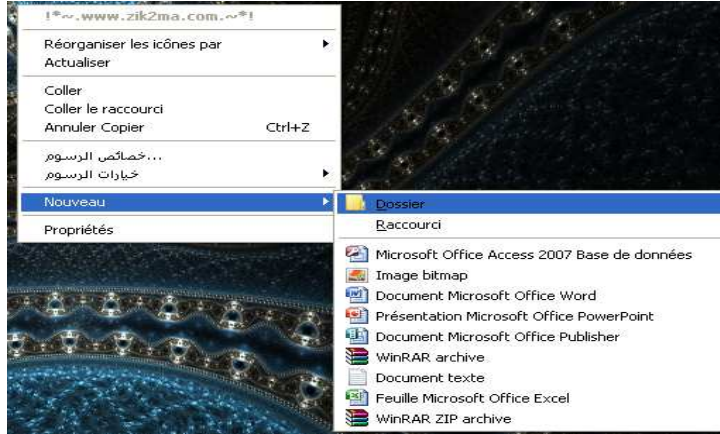 !*~.www.zik2ma.com.~*!
Réorganiser les icônes par
Actualiser
Coller
Coller le raccourci
Annuler Copier Ctrl+Z
خصائص الرسوم...
خيارات الرسوم
Nouveau
Propriétés
Dossier
Raccourci
Microsoft Office Access 2007 Base de données
Image bitmap
Document Microsoft Office Word
Présentation Microsoft Office PowerPoint
Document Microsoft Office Publisher
WinRAR archive
Document texte
Feuille Microsoft Office Excel
WinRAR ZIP archive